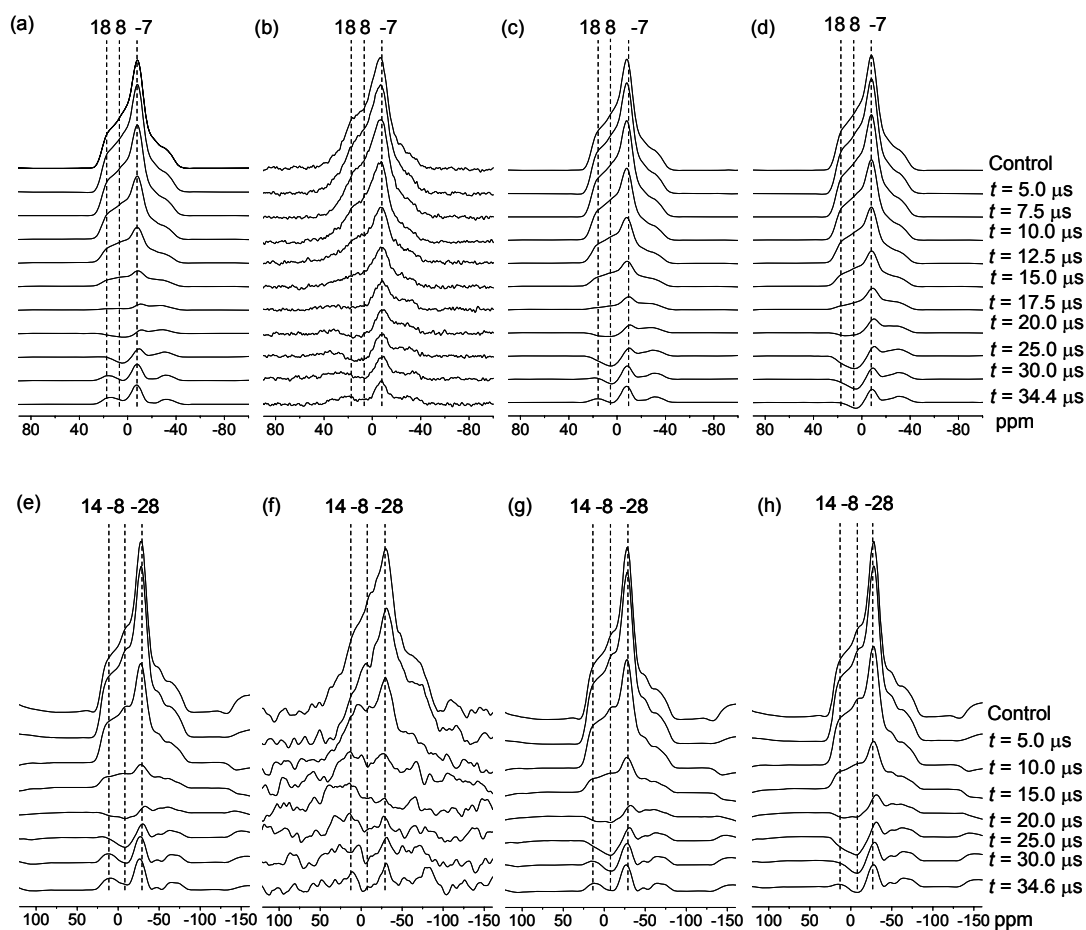 (a) (b) (c) (d)
18 8 -7 18 8 -7 18 8 -7 18 8 -7
Control
t = 5.0 µs
t = 7.5 µs
t = 10.0 µs
t = 12.5 µs
t = 15.0 µs
t = 17.5 µs
t = 20.0 µs
t = 25.0 µs
t = 30.0 µs
t = 34.4 µs
80 40 0 -40 -80 80 40 0 -40 -80 80 40 0 -40 -80 80 40 0 -40 -80 ppm
(e) (f) (g) (h)
14 -8 -28 14 -8 -28 14 -8 -28 14 -8 -28
Control
t = 5.0 µs
t = 10.0 µs
t = 15.0 µs
t = 20.0 µs
t = 25.0 µs
t = 30.0 µs
t = 34.6 µs
100 50 0 -50 -100 -150 100 50 0 -50 -100 -150 100 50 0 -50 -100 -150 100 50 0 -50 -100 -150 ppm